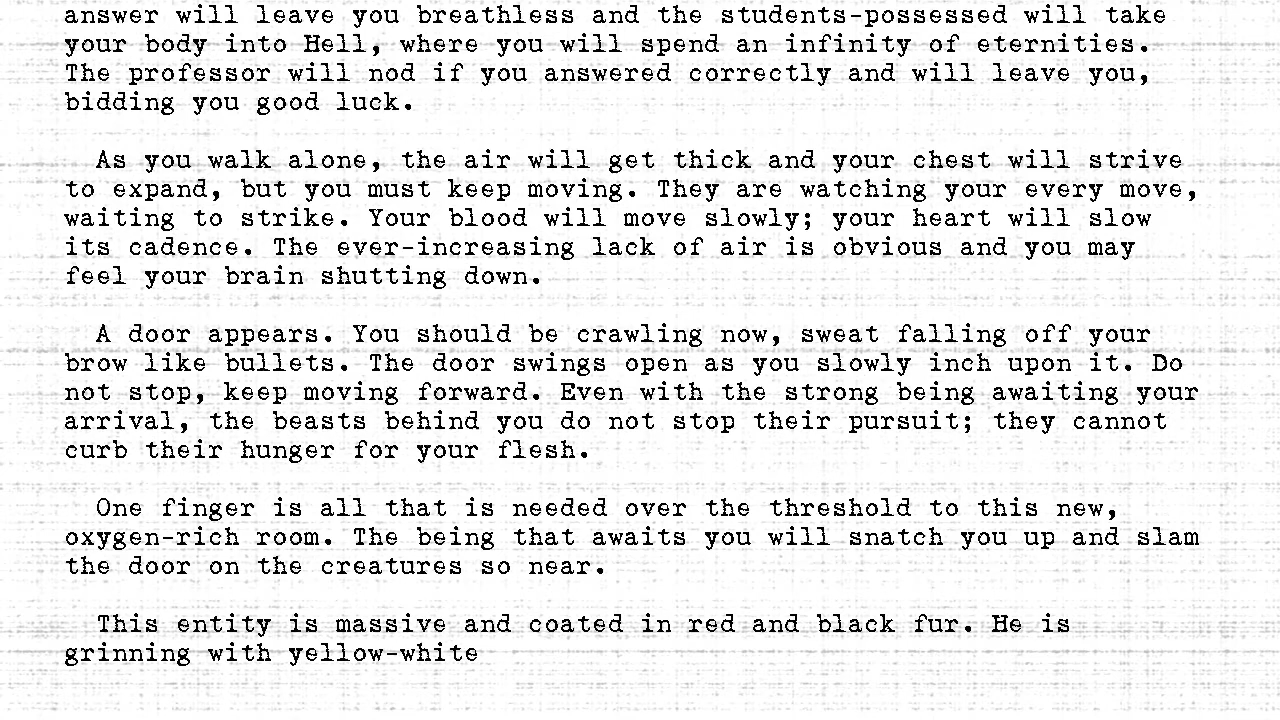 answer will leave you breathless and the students-possessed will take
your body into Hell, where you will spend an infinity of eternities.
The professor will nod if you answered correctly and will leave you,
bidding you good luck.
As you walk alone, the air will get thick and your chest will strive
to expand, but you must keep moving. They are watching your every move,
waiting to strike. Your blood will move slowly; your heart will slow
its cadence. The ever-increasing lack of air is obvious and you may
feel your brain shutting down.
A door appears. You should be crawling now, sweat falling off your
brow like bullets. The door swings open as you slowly inch upon it. Do
not stop, keep moving forward. Even with the strong being awaiting your
arrival, the beasts behind you do not stop their pursuit; they cannot
curb their hunger for your flesh.
One finger is all that is needed over the threshold to this new,
oxygen-rich room. The being that awaits you will snatch you up and slam
the door on the creatures so near.
This entity is massive and coated in red and black fur. He is
grinning with yellow-white